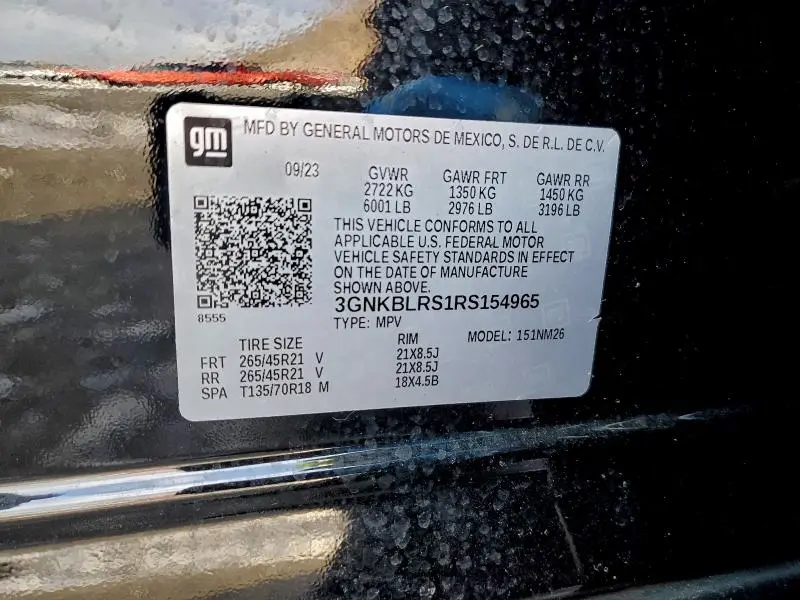 gm MFD BY GENERAL MOTORS DE MEXICO, S. DE R.L. DE C.V.
09/23 GVWR GAWR FRT GAWR RR
2722 KG 1350 KG 1450 KG
6001 LB 2976 LB 3196 LB
THIS VEHICLE CONFORMS TO ALL
APPLICABLE U.S. FEDERAL MOTOR
VEHICLE SAFETY STANDARDS IN EFFECT
ON THE DATE OF MANUFACTURE
SHOWN ABOVE.
3GNKBLRS1RS154965
8555
TYPE: MPV MODEL: 151NM26
TIRE SIZE RIM
FRT 265/45R21 V 21X8.5J
RR 265/45R21 V 21X8.5J
SPA T135/70R18 M 18X4.5B